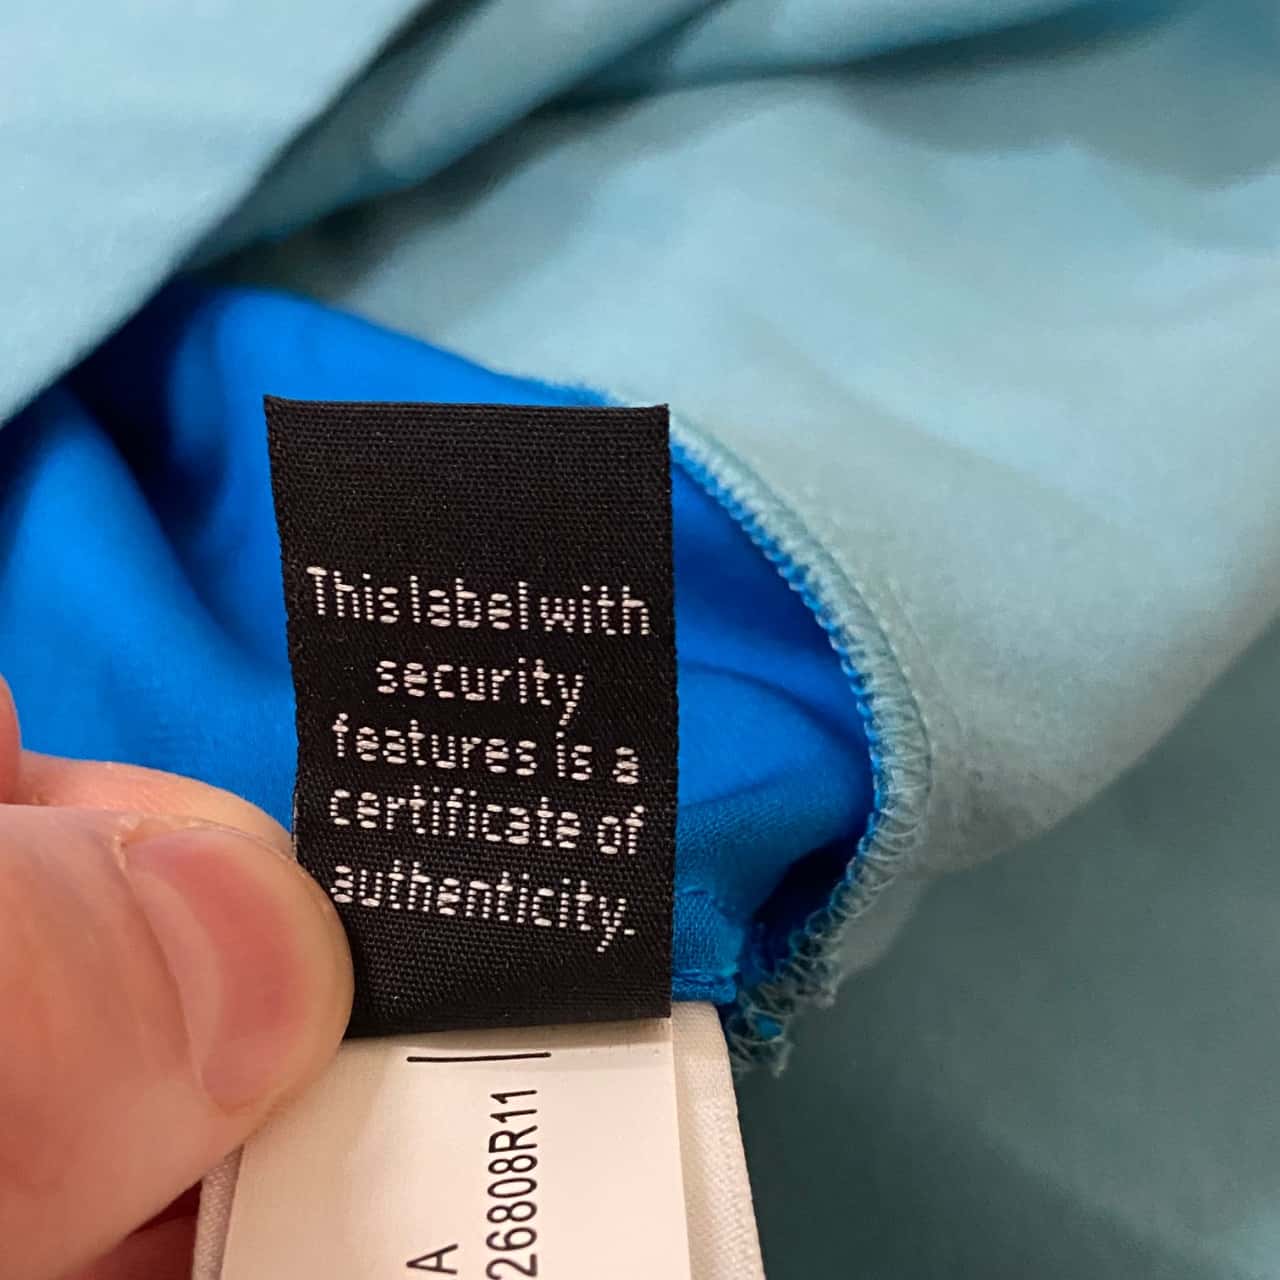 This label with
security
features is a
certificate of
authenticity.
A
26808R11